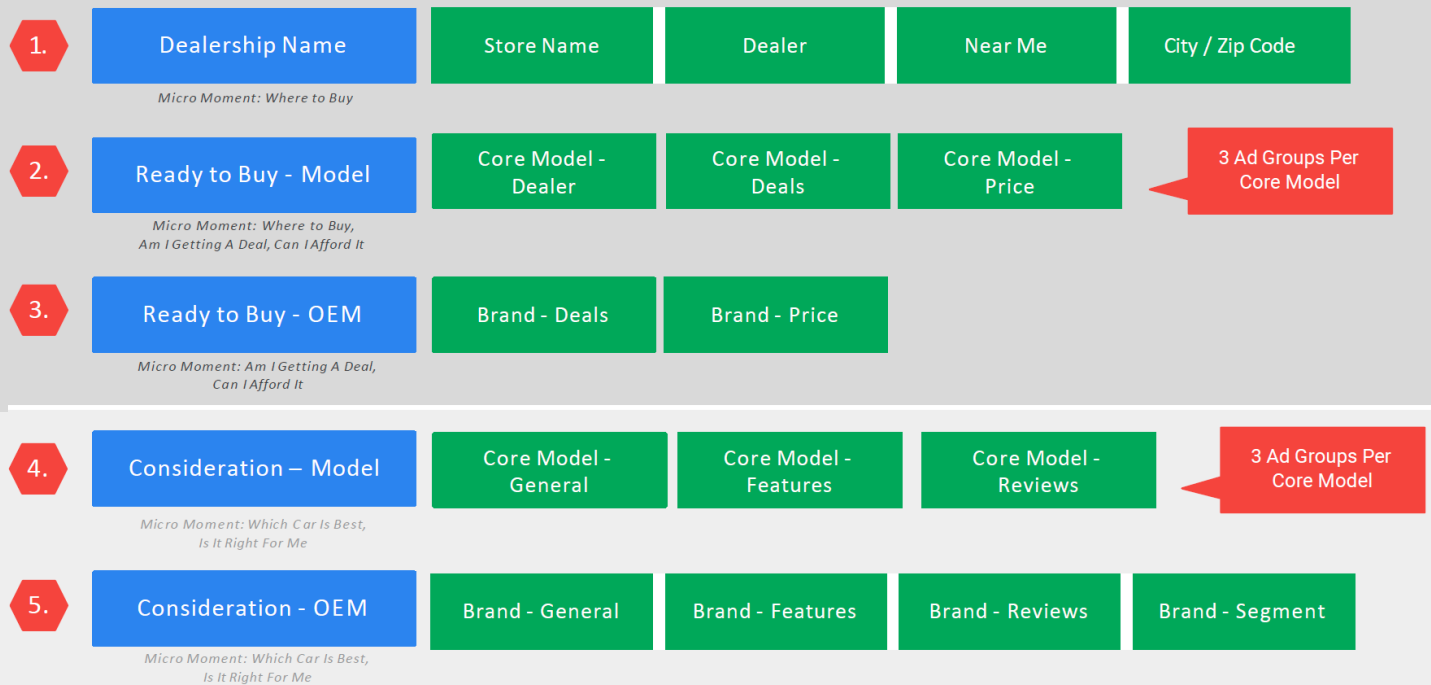 1.
Dealership Name
Store Name
Dealer
Near Me
City / Zip Code
Micro Moment: Where to Buy
2.
Ready to Buy - Model
Core Model -
Dealer
Core Model -
Deals
Core Model -
Price
3 Ad Groups Per
Core Model
Micro Moment: Where to Buy,
Am I Getting A Deal, Can I Afford It
3.
Ready to Buy - OEM
Brand - Deals
Brand - Price
Micro Moment: Am I Getting A Deal,
Can I Afford It
4.
Consideration – Model
Core Model -
General
Core Model -
Features
Core Model -
Reviews
3 Ad Groups Per
Core Model
Micro Moment: Which Car Is Best,
Is It Right For Me
5.
Consideration - OEM
Brand - General
Brand - Features
Brand - Reviews
Brand - Segment
Micro Moment: Which Car Is Best,
Is It Right For Me